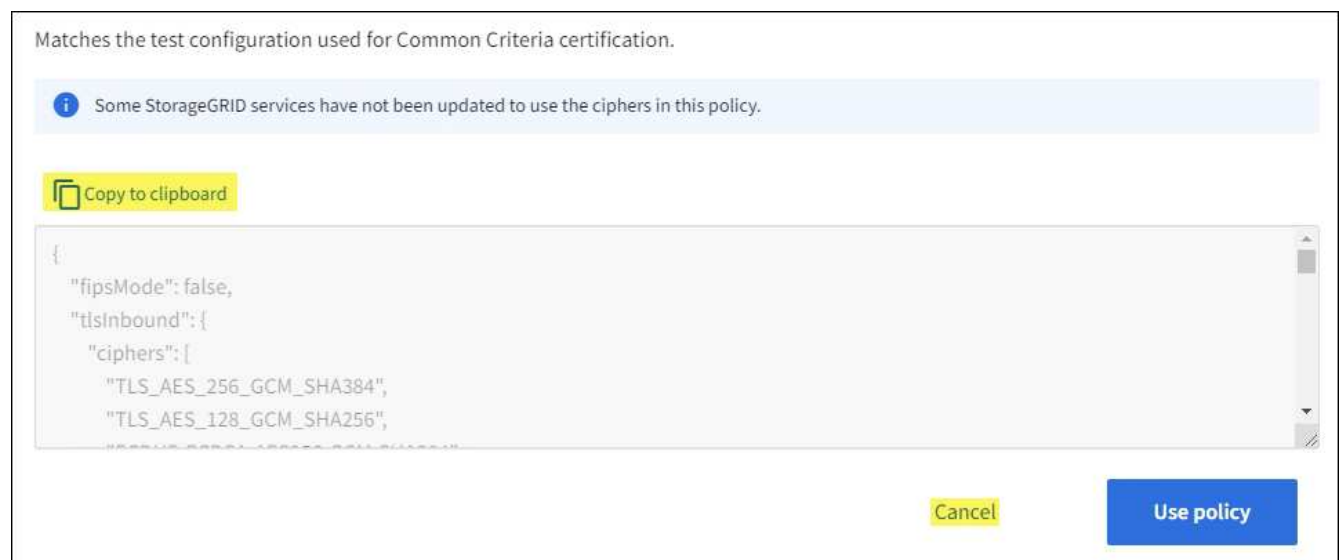 Matches the test configuration used for Common Criteria certification.
Some StorageGRID services have not been updated to use the ciphers in this policy.
Copy to clipboard
{
"fipsMode": false,
"tlsInbound": {
"ciphers": [
"TLS_AES_256_GCM_SHA384",
"TLS_AES_128_GCM_SHA256",
Cancel
Use policy